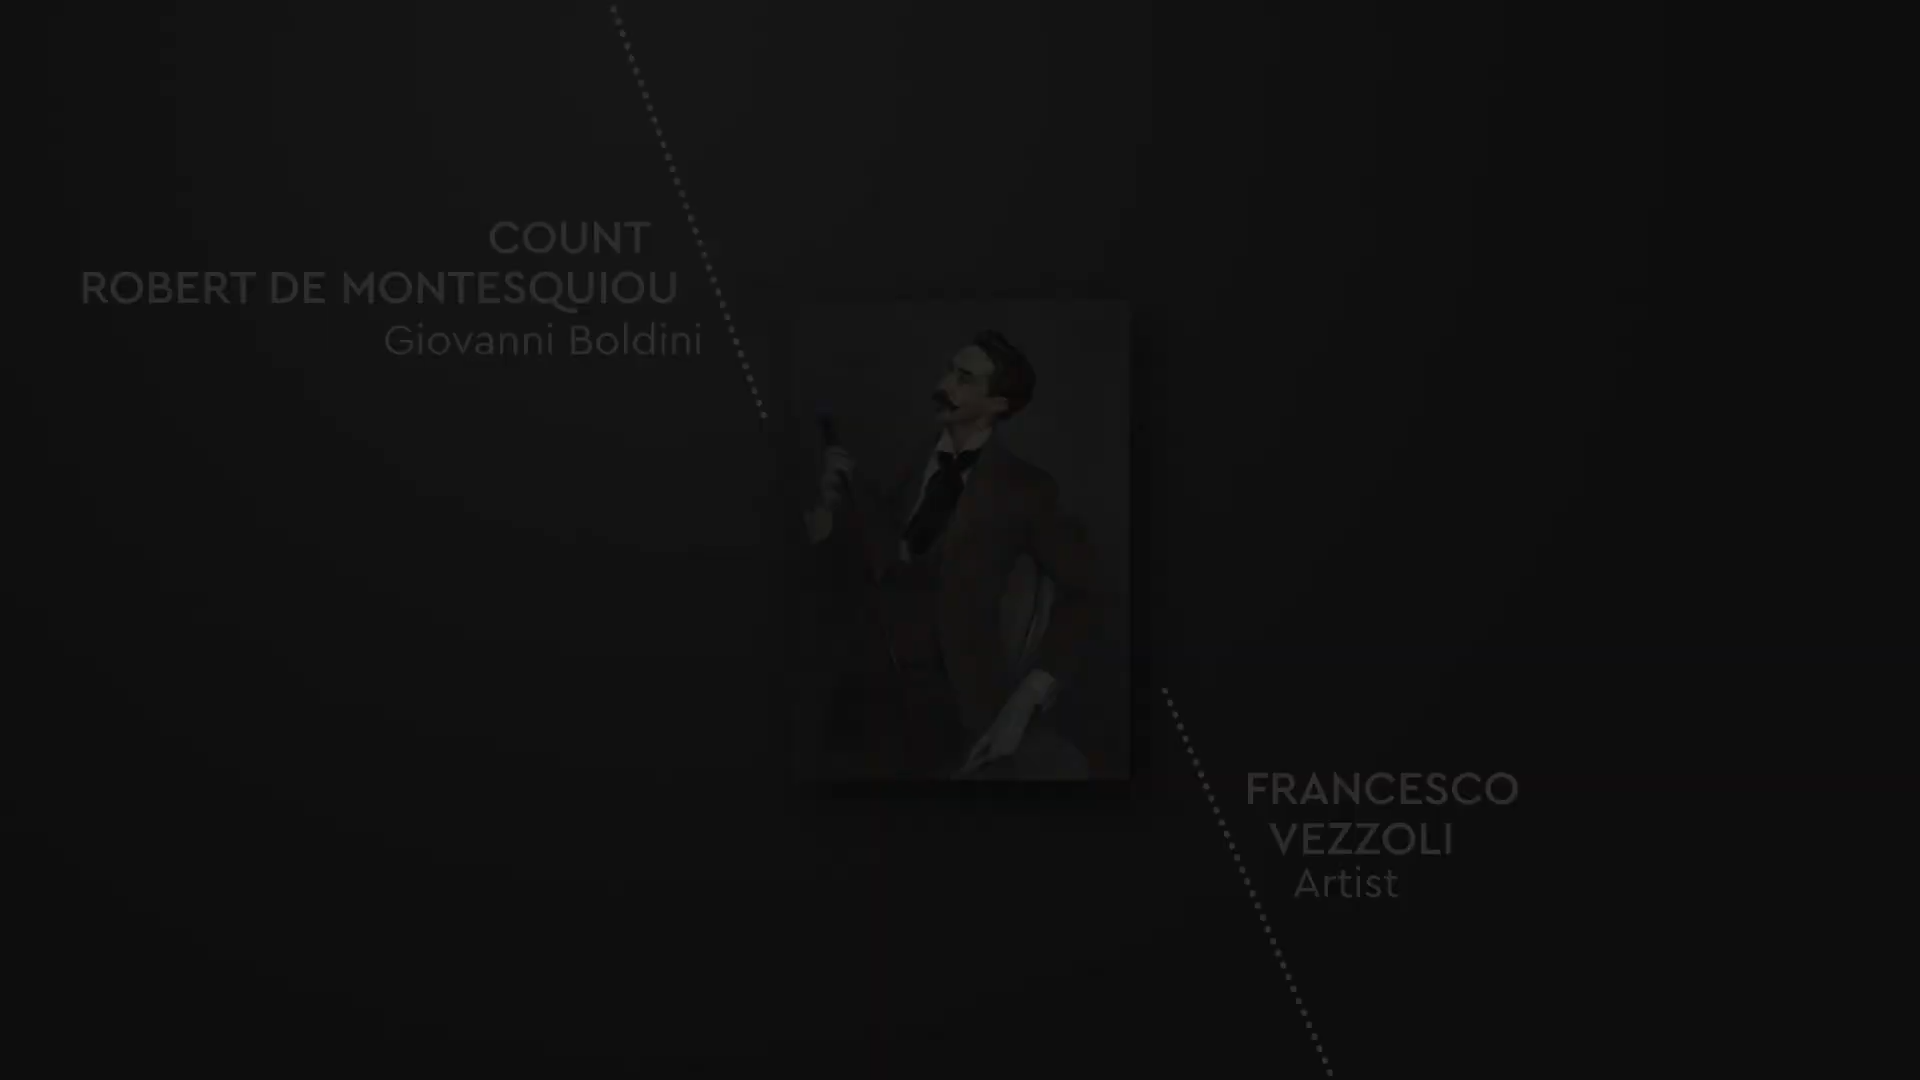 COUNT
ROBERT DE MONTESQUIOU
Giovanni Boldini
FRANCESCO
VEZZOLI
Artist